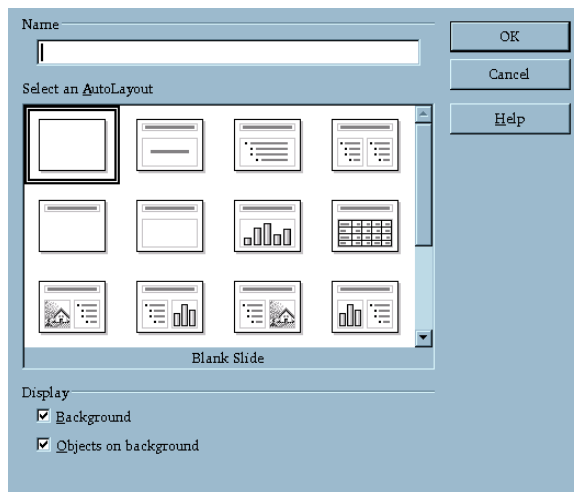 Name
OK
Cancel
Select an AutoLayout
Help
Blank Slide
Display
Background
Objects on background